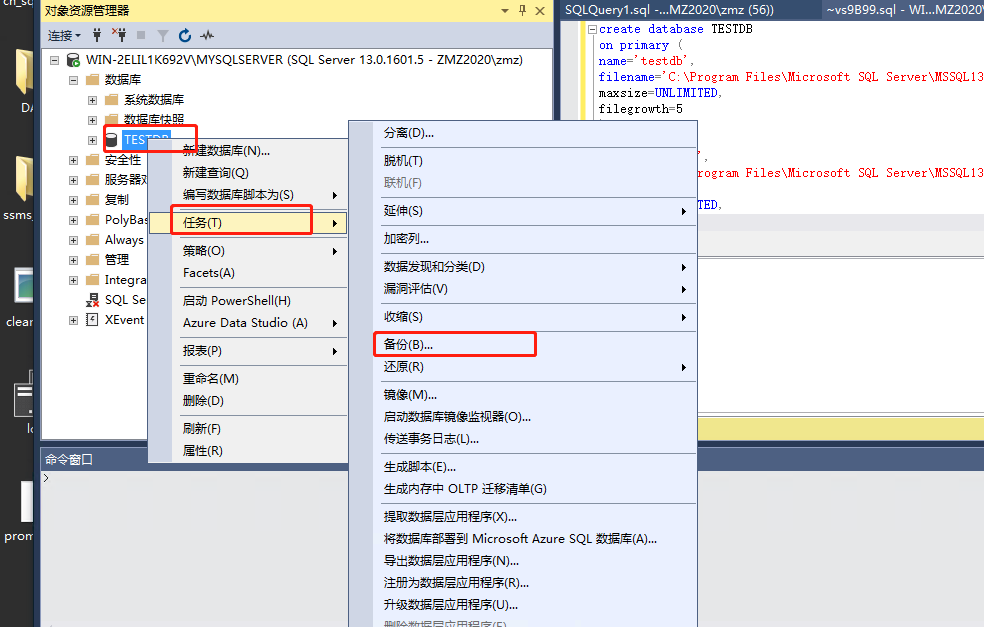 对象资源管理器
连接
WIN-2ELIL1K692V\MYSQLSERVER (SQL Server 13.0.1601.5 - ZMZ2020\zmz)
数据库
系统数据库
数据库快照
TESTDB
安全性
服务器对
复制
PolyBas
Always
管理
Integra
SQL Se
XEvent
新建数据库(N)...
新建查询(Q)
编写数据库脚本为(S)
任务(T)
策略(O)
Facets(A)
启动 PowerShell(H)
Azure Data Studio (A)
报表(P)
重命名(M)
删除(D)
刷新(F)
属性(R)
分离(D)...
脱机(T)
联机(F)
延伸(S)
加密列...
数据发现和分类(D)
漏洞评估(V)
收缩(S)
备份(B)...
还原(R)
镜像(M)...
启动数据库镜像监视器(O)...
传送事务日志(L)...
生成脚本(E)...
生成内存中 OLTP 迁移清单(G)
提取数据层应用程序(X)...
将数据库部署到 Microsoft Azure SQL 数据库(A)...
导出数据层应用程序(N)...
注册为数据层应用程序(R)...
升级数据层应用程序(U)...
SQLQuery1.sql -...MZ2020\zmz (56))
~vs9B99.sql - WI...MZ2020\
create database TESTDB
on primary (
name='testdb',
filename='C:\Program Files\Microsoft SQL Server\MSSQL13
maxsize=UNLIMITED,
filegrowth=5
',
rogram Files\Microsoft SQL Server\MSSQL13
TED,
命令窗口
>
DA
ssms_
clean
prom